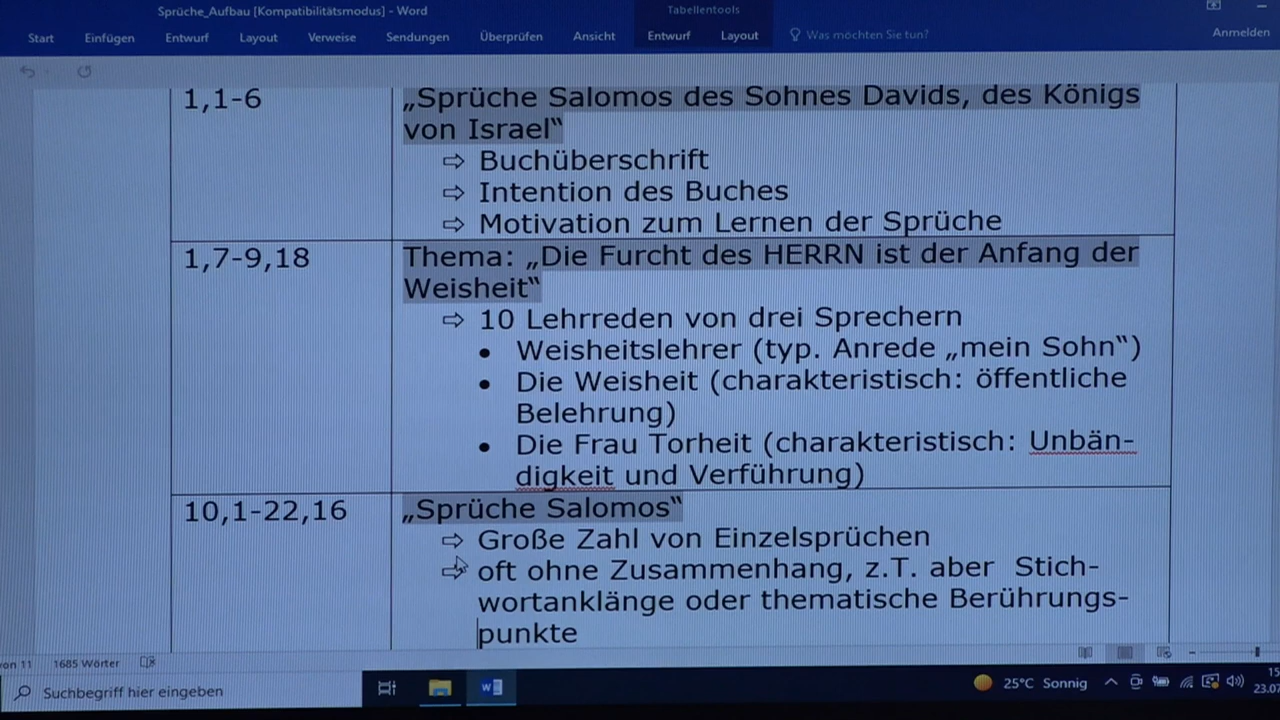 Sprüche_Aufbau [Kompatibilitätsmodus] - Word
Tabellentools
Start Einfügen Entwurf Layout Verweise Sendungen Überprüfen Ansicht Entwurf Layout Was möchten Sie tun? Anmelden
1,1-6
„Sprüche Salomos des Sohnes Davids, des Königs
von Israel“
⇨ Buchüberschrift
⇨ Intention des Buches
⇨ Motivation zum Lernen der Sprüche
1,7-9,18
Thema: „Die Furcht des HERRN ist der Anfang der
Weisheit“
⇨ 10 Lehrreden von drei Sprechern
• Weisheitslehrer (typ. Anrede „mein Sohn“)
• Die Weisheit (charakteristisch: öffentliche
Belehrung)
• Die Frau Torheit (charakteristisch: Unbän-
digkeit und Verführung)
10,1-22,16
„Sprüche Salomos“
⇨ Große Zahl von Einzelsprüchen
⇨ oft ohne Zusammenhang, z.T. aber Stich-
wortanklänge oder thematische Berührungs-
punkte
von 11 1685 Wörter
Suchbegriff hier eingeben
25°C Sonnig
15
23.07